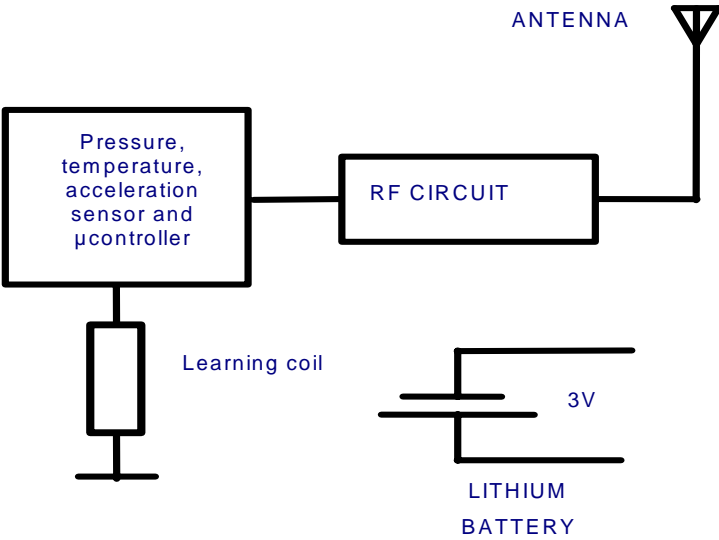 ANTENNA
Pressure,
temperature,
acceleration
sensor and
µcontroller
RF CIRCUIT
Learning coil
3V
LITHIUM
BATTERY